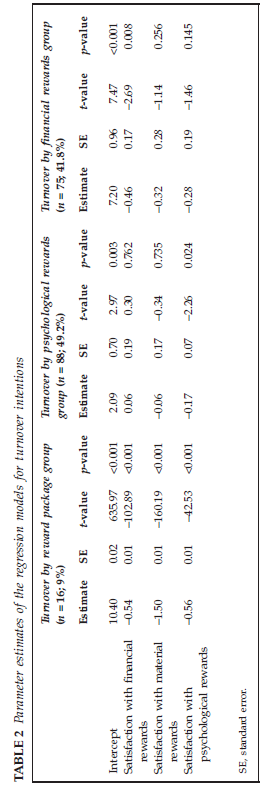 TABLE 2 Parameter estimates of the regression models for turnover intentions
Turnover by reward package group Turnover by psychological rewards Turnover by financial rewards group
(n = 16; 9%) group (n = 88; 49.2%) (n = 75; 41.8%)
Estimate SE t-value p-value Estimate SE t-value p-value Estimate SE t-value p-value
Intercept 10.40 0.02 635.97 <0.001 2.09 0.70 2.97 0.003 7.20 0.96 7.47 <0.001
Satisfaction with financial −0.54 0.01 −102.89 <0.001 0.06 0.19 0.30 0.762 −0.46 0.17 −2.69 0.008
rewards
Satisfaction with material −1.50 0.01 −160.19 <0.001 −0.06 0.17 −0.34 0.735 −0.32 0.28 −1.14 0.256
rewards
Satisfaction with −0.56 0.01 −42.53 <0.001 −0.17 0.07 −2.26 0.024 −0.28 0.19 −1.46 0.145
psychological rewards
SE, standard error.